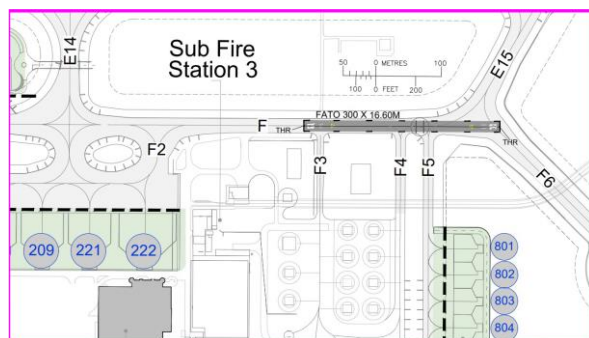 E14
Sub Fire
Station 3
50 0 METRES 100
100 0 FEET 200
E15
FATO 300 X 16.60M
F
THR
THR
F2
F3
F4
F5
F6
209
221
222
801
802
803
804